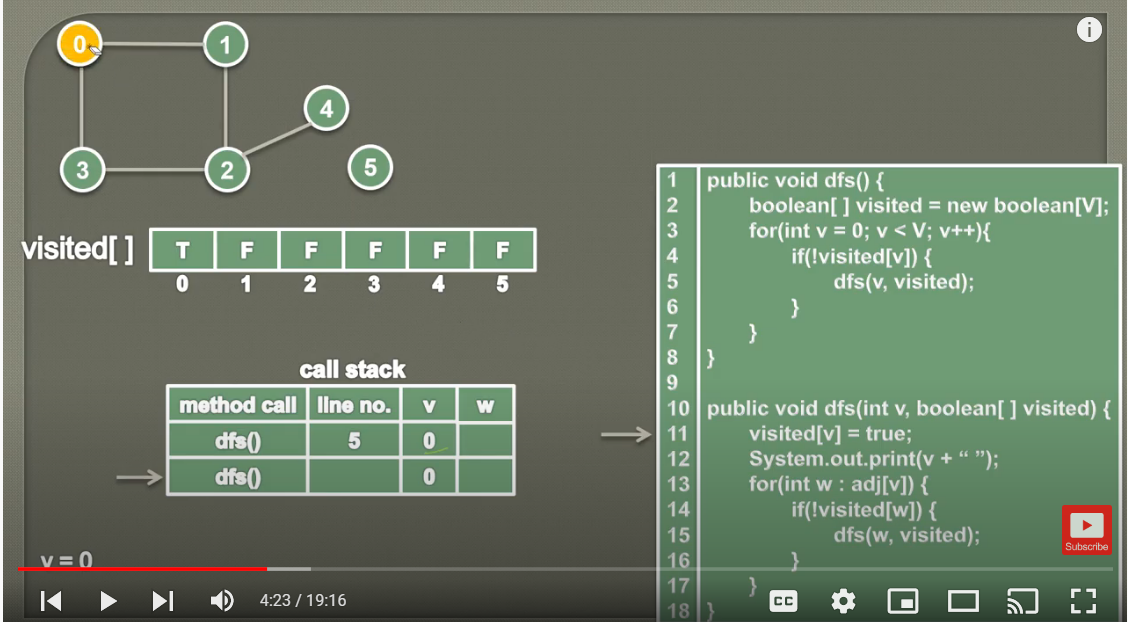 0 1
4
3 2 5
visited[ ] T F F F F F
0 1 2 3 4 5
call stack
method call line no. v w
dfs() 5 0
dfs() 0
v = 0
1 public void dfs() {
2 boolean[ ] visited = new boolean[V];
3 for(int v = 0; v < V; v++){
4 if(!visited[v]) {
5 dfs(v, visited);
6 }
7 }
8 }
9
10 public void dfs(int v, boolean[ ] visited) {
11 visited[v] = true;
12 System.out.print(v + “ ”);
13 for(int w : adj[v]) {
14 if(!visited[w]) {
15 dfs(w, visited);
16 }
17 }
18 }
i
Subscribe
4:23 / 19:16
CC